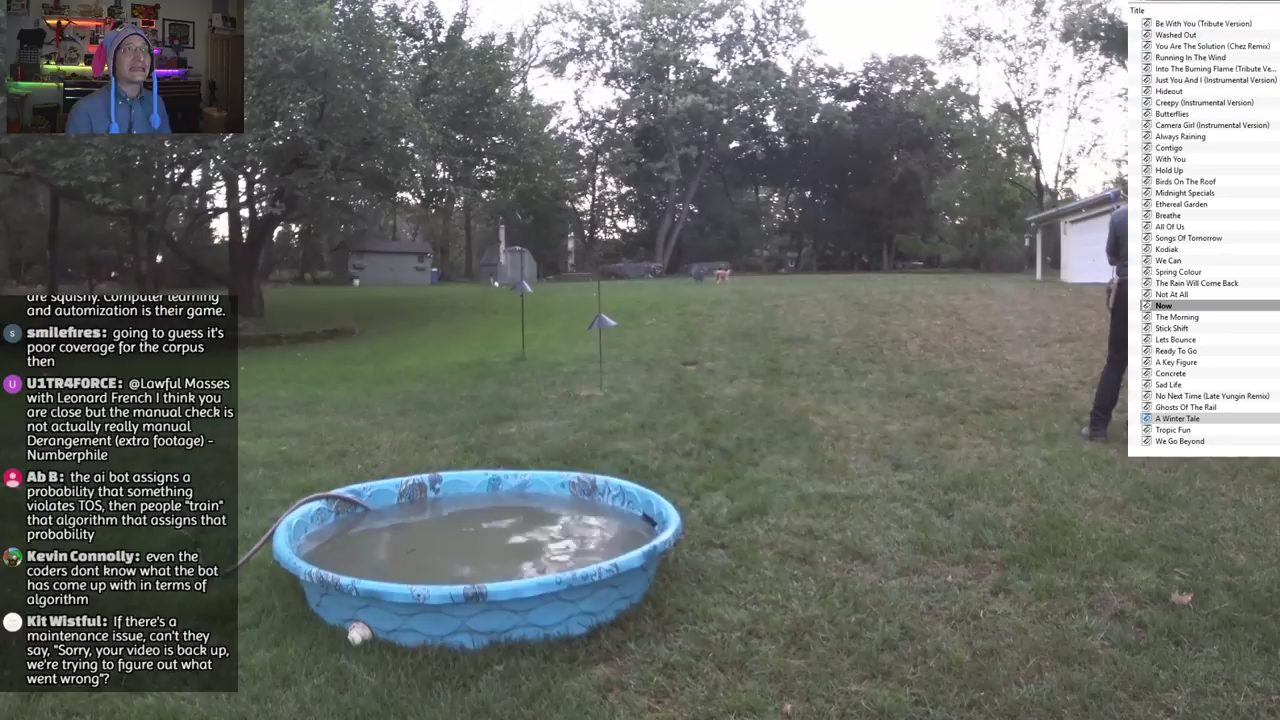 are squishy. Computer learning
and automization is their game.
smilefires: going to guess it's
poor coverage for the corpus
then
U1TR4F0RCE: @Lawful Masses
with Leonard French I think you
are close but the manual check is
not actually really manual
Derangement (extra footage) -
Numberphile
Ab B: the ai bot assigns a
probability that something
violates TOS, then people "train"
that algorithm that assigns that
probability
Kevin Connolly: even the
coders dont know what the bot
has come up with in terms of
algorithm
Kit Wistful: If there's a
maintenance issue, can't they
say, "Sorry, your video is back up,
we're trying to figure out what
went wrong"?
Title
Be With You (Tribute Version)
Washed Out
You Are The Solution (Chez Remix)
Running In The Wind
Into The Burning Flame (Tribute Ve...
Just You And I (Instrumental Version)
Hideout
Creepy (Instrumental Version)
Butterflies
Camera Girl (Instrumental Version)
Always Raining
Contigo
With You
Hold Up
Birds On The Roof
Midnight Specials
Ethereal Garden
Breathe
All Of Us
Songs Of Tomorrow
Kodiak
We Can
Spring Colour
The Rain Will Come Back
Not At All
Now
The Morning
Stick Shift
Lets Bounce
Ready To Go
A Key Figure
Concrete
Sad Life
No Next Time (Late Yungin Remix)
Ghosts Of The Rail
A Winter Tale
Tropic Fun
We Go Beyond